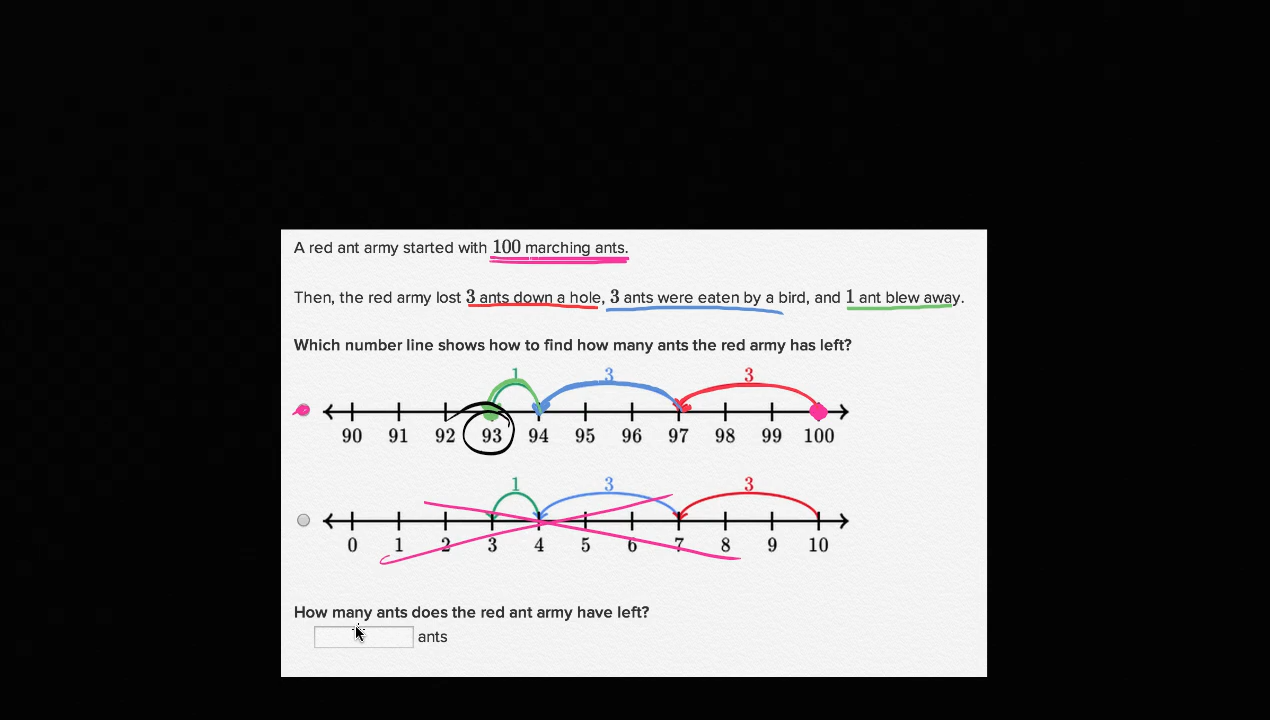 A red ant army started with 100 marching ants.
Then, the red army lost 3 ants down a hole, 3 ants were eaten by a bird, and 1 ant blew away.
Which number line shows how to find how many ants the red army has left?
1 3 3
90 91 92 93 94 95 96 97 98 99 100
1 3 3
0 1 2 3 4 5 6 7 8 9 10
How many ants does the red ant army have left?
ants